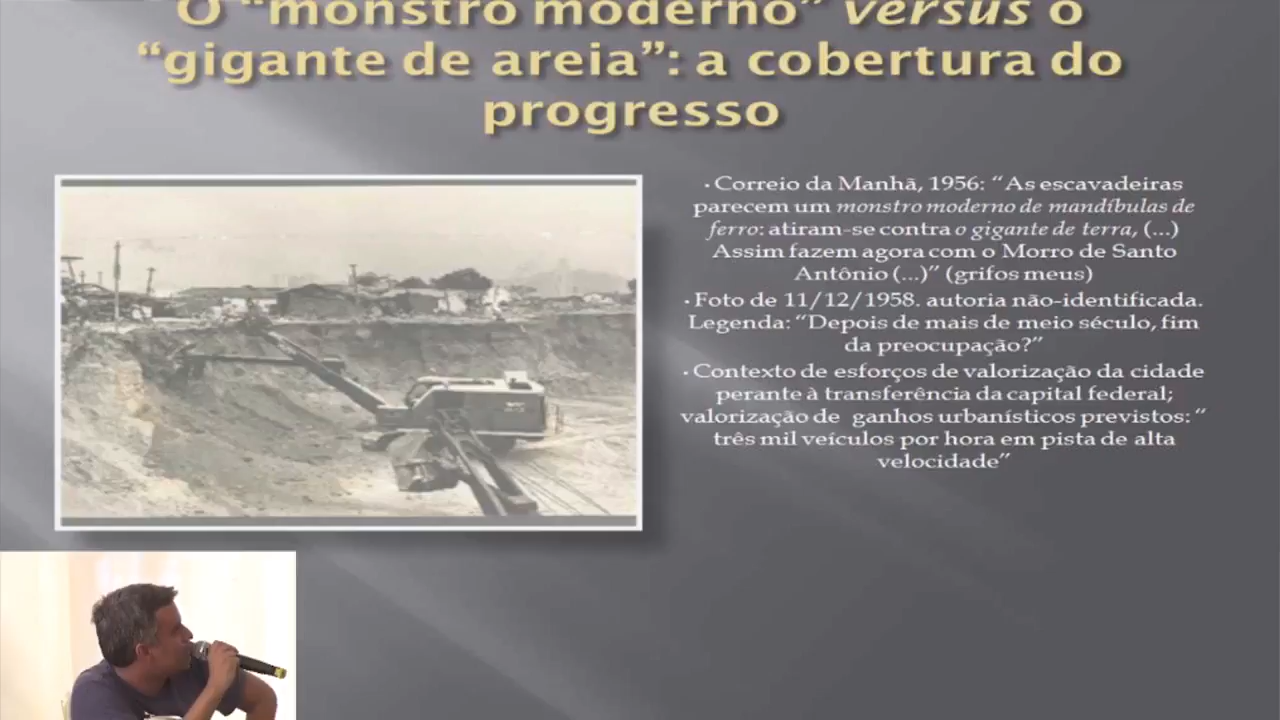 O “monstro moderno” versus o
“gigante de areia”: a cobertura do
progresso
• Correio da Manhã, 1956: “As escavadeiras
parecem um monstro moderno de mandíbulas de
ferro: atiram-se contra o gigante de terra, (...)
Assim fazem agora com o Morro de Santo
Antônio (...)” (grifos meus)
• Foto de 11/12/1958. autoria não-identificada.
Legenda: “Depois de mais de meio século, fim
da preocupação?”
• Contexto de esforços de valorização da cidade
perante à transferência da capital federal;
valorização de ganhos urbanísticos previstos: “
três mil veículos por hora em pista de alta
velocidade”